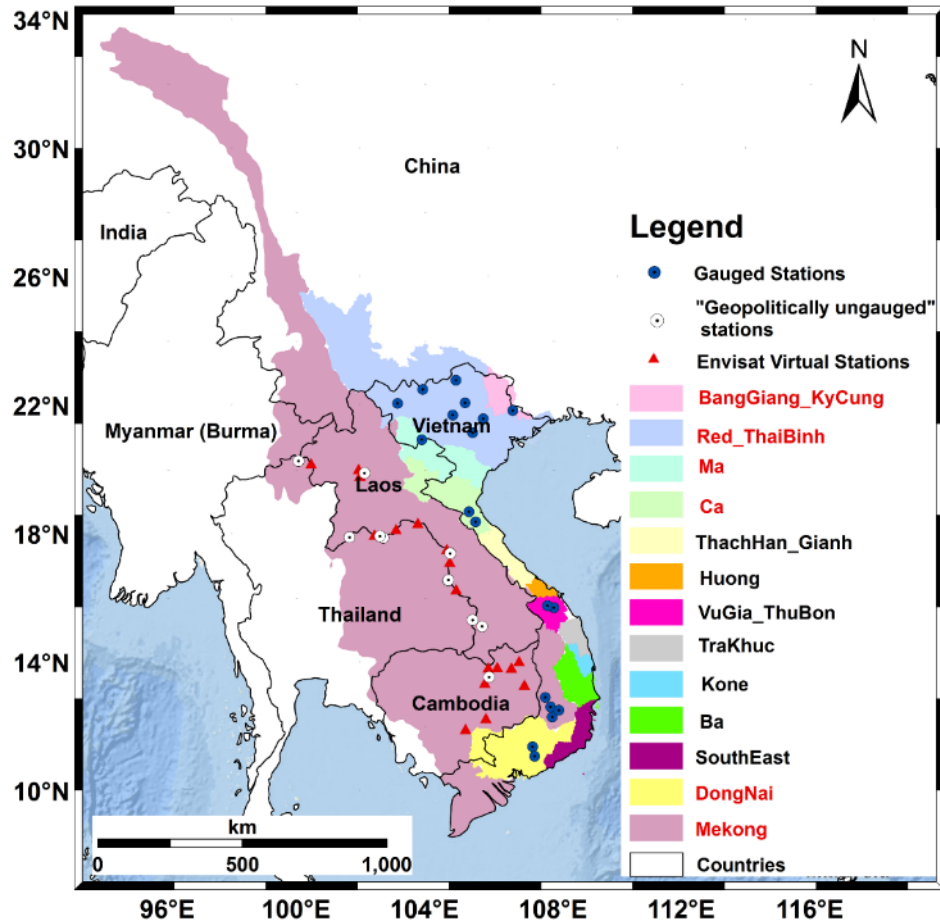 34°N
30°N
26°N
22°N
18°N
14°N
10°N
N
China
India
Myanmar (Burma)
Vietnam
Laos
Thailand
Cambodia
Legend
Gauged Stations
"Geopolitically ungauged"
stations
Envisat Virtual Stations
BangGiang_KyCung
Red_ThaiBinh
Ma
Ca
ThachHan_Gianh
Huong
VuGia_ThuBon
TraKhuc
Kone
Ba
SouthEast
DongNai
Mekong
Countries
km
0 500 1,000
96°E 100°E 104°E 108°E